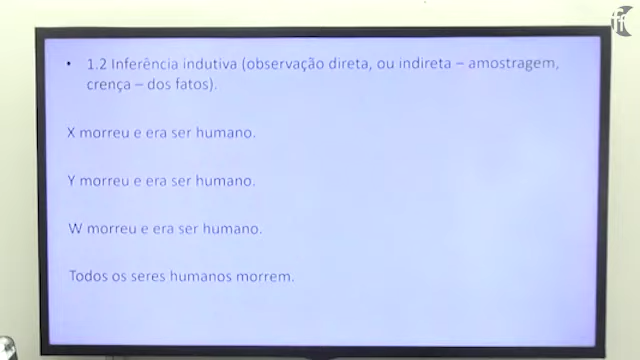 • 1.2 Inferência indutiva (observação direta, ou indireta – amostragem,
crença – dos fatos).
X morreu e era ser humano.
Y morreu e era ser humano.
W morreu e era ser humano.
Todos os seres humanos morrem.